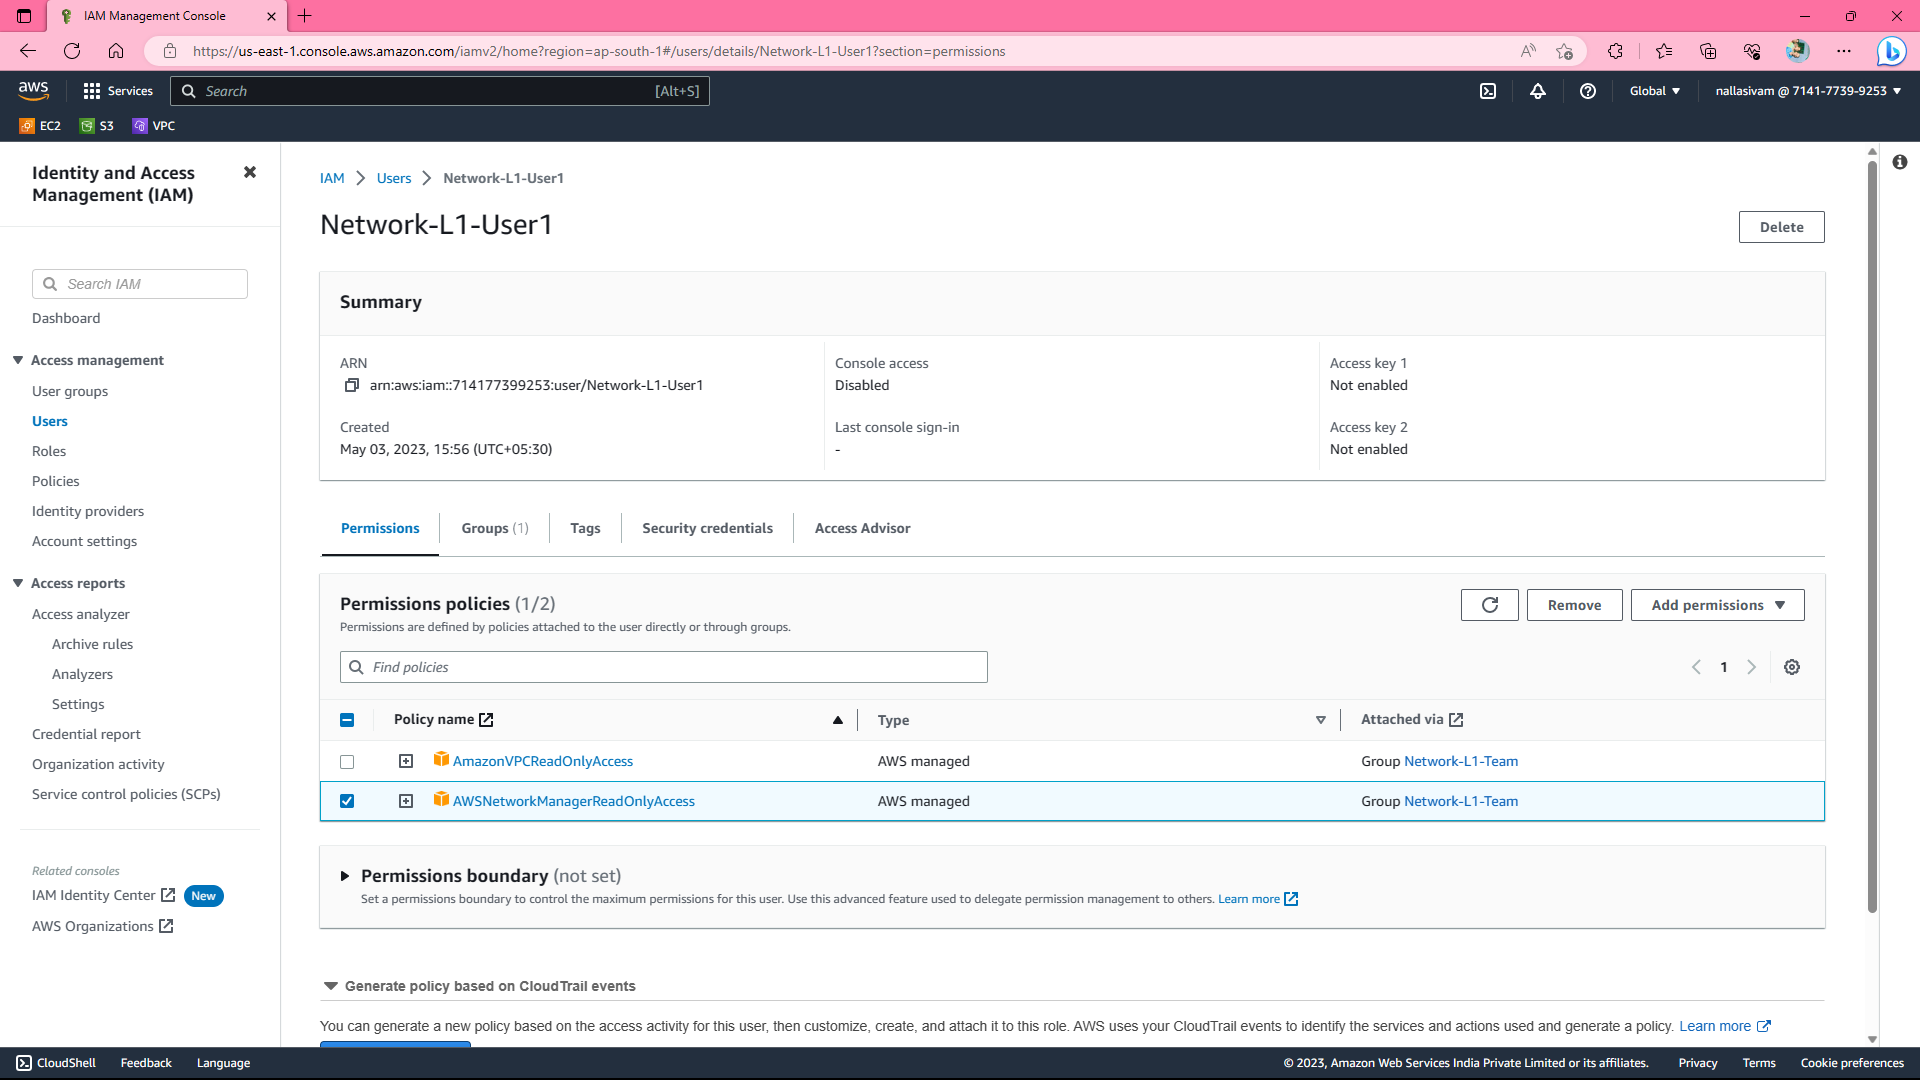 IAM Management Console
https://us-east-1.console.aws.amazon.com/iamv2/home?region=ap-south-1#/users/details/Network-L1-User1?section=permissions
aws
Services
Search
[Alt+S]
Global
nallasivam @ 7141-7739-9253
EC2
S3
VPC
Identity and Access
Management (IAM)
Search IAM
Dashboard
Access management
User groups
Users
Roles
Policies
Identity providers
Account settings
Access reports
Access analyzer
Archive rules
Analyzers
Settings
Credential report
Organization activity
Service control policies (SCPs)
Related consoles
IAM Identity Center
New
AWS Organizations
IAM
Users
Network-L1-User1
Network-L1-User1
Delete
Summary
ARN
arn:aws:iam::714177399253:user/Network-L1-User1
Console access
Disabled
Access key 1
Not enabled
Created
May 03, 2023, 15:56 (UTC+05:30)
Last console sign-in
-
Access key 2
Not enabled
Permissions
Groups (1)
Tags
Security credentials
Access Advisor
Permissions policies (1/2)
Permissions are defined by policies attached to the user directly or through groups.
Remove
Add permissions
Find policies
1
Policy name
Type
Attached via
AmazonVPCReadOnlyAccess
AWS managed
Group Network-L1-Team
AWSNetworkManagerReadOnlyAccess
AWS managed
Group Network-L1-Team
Permissions boundary (not set)
Set a permissions boundary to control the maximum permissions for this user. Use this advanced feature used to delegate permission management to others. Learn more
Generate policy based on CloudTrail events
You can generate a new policy based on the access activity for this user, then customize, create, and attach it to this role. AWS uses your CloudTrail events to identify the services and actions used and generate a policy. Learn more
CloudShell
Feedback
Language
© 2023, Amazon Web Services India Private Limited or its affiliates.
Privacy
Terms
Cookie preferences